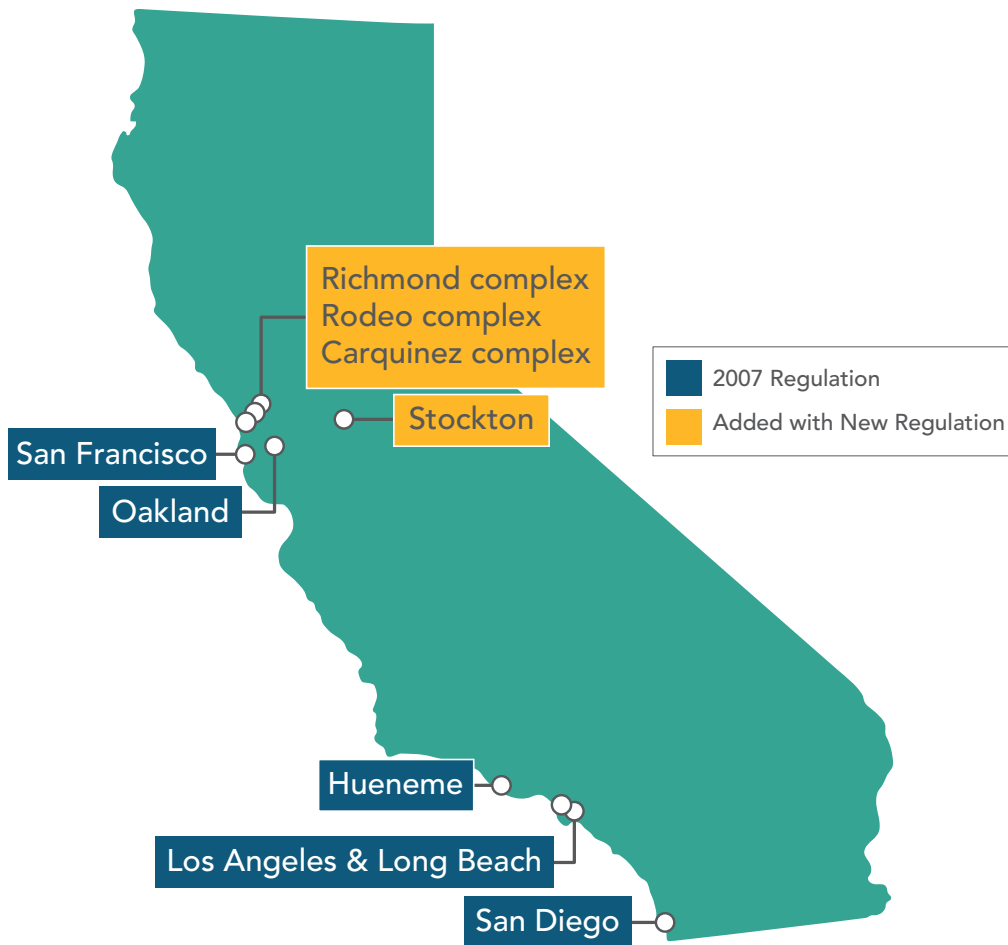 Richmond complex
Rodeo complex
Carquinez complex
2007 Regulation
Added with New Regulation
Stockton
San Francisco
Oakland
Hueneme
Los Angeles & Long Beach
San Diego